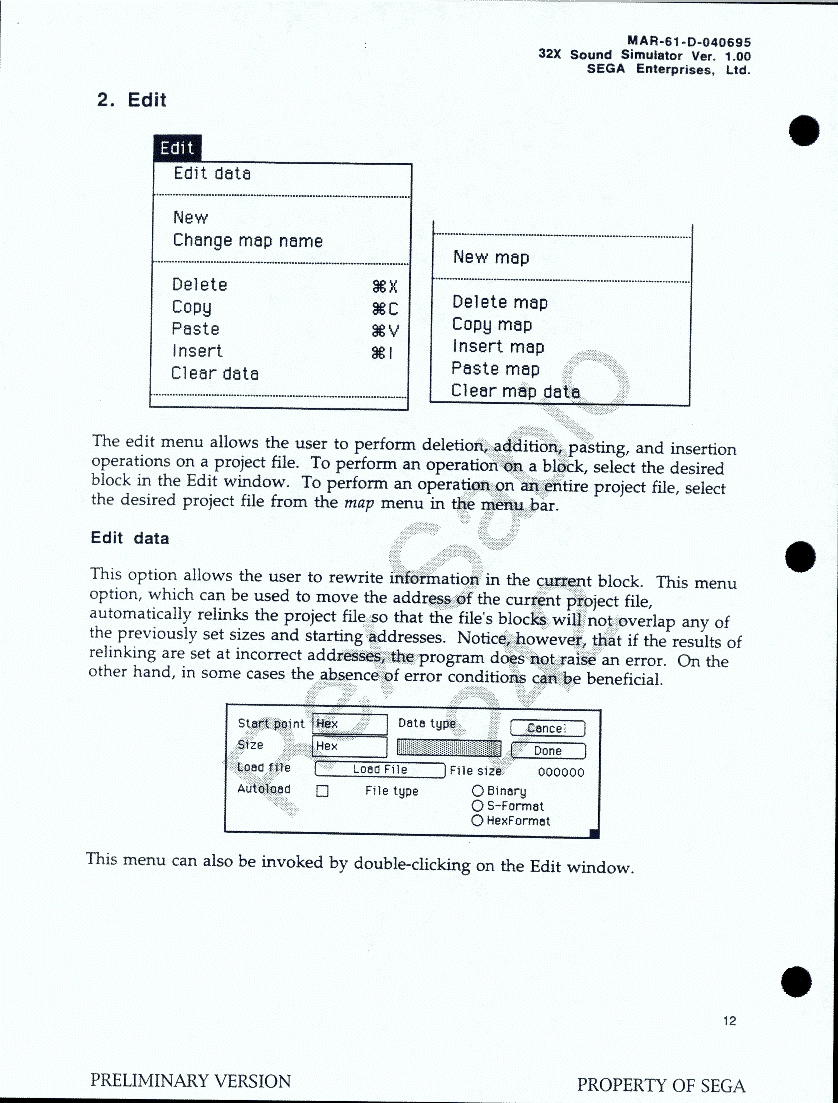 MAR-61-D-040695
32X Sound Simulator Ver. 1.00
SEGA Enterprises, Ltd.
2. Edit
Edit
Edit data
New
Change map name
Delete ⌘X
Copy ⌘C
Paste ⌘V
Insert ⌘I
Clear data
New map
Delete map
Copy map
Insert map
Paste map
Clear map data
The edit menu allows the user to perform deletion, addition, pasting, and insertion
operations on a project file. To perform an operation on a block, select the desired
block in the Edit window. To perform an operation on an entire project file, select
the desired project file from the map menu in the menu bar.
Edit data
This option allows the user to rewrite information in the current block. This menu
option, which can be used to move the address of the current project file,
automatically relinks the project file so that the file's blocks will not overlap any of
the previously set sizes and starting addresses. Notice, however, that if the results of
relinking are set at incorrect addresses, the program does not raise an error. On the
other hand, in some cases the absence of error conditions can be beneficial.
Start point Hex Data type Cancel
Size Hex Done
Load file Load File File size 000000
Autoload File type Binary
S-Format
HexFormat
This menu can also be invoked by double-clicking on the Edit window.
12
PRELIMINARY VERSION PROPERTY OF SEGA
Rex Sabio